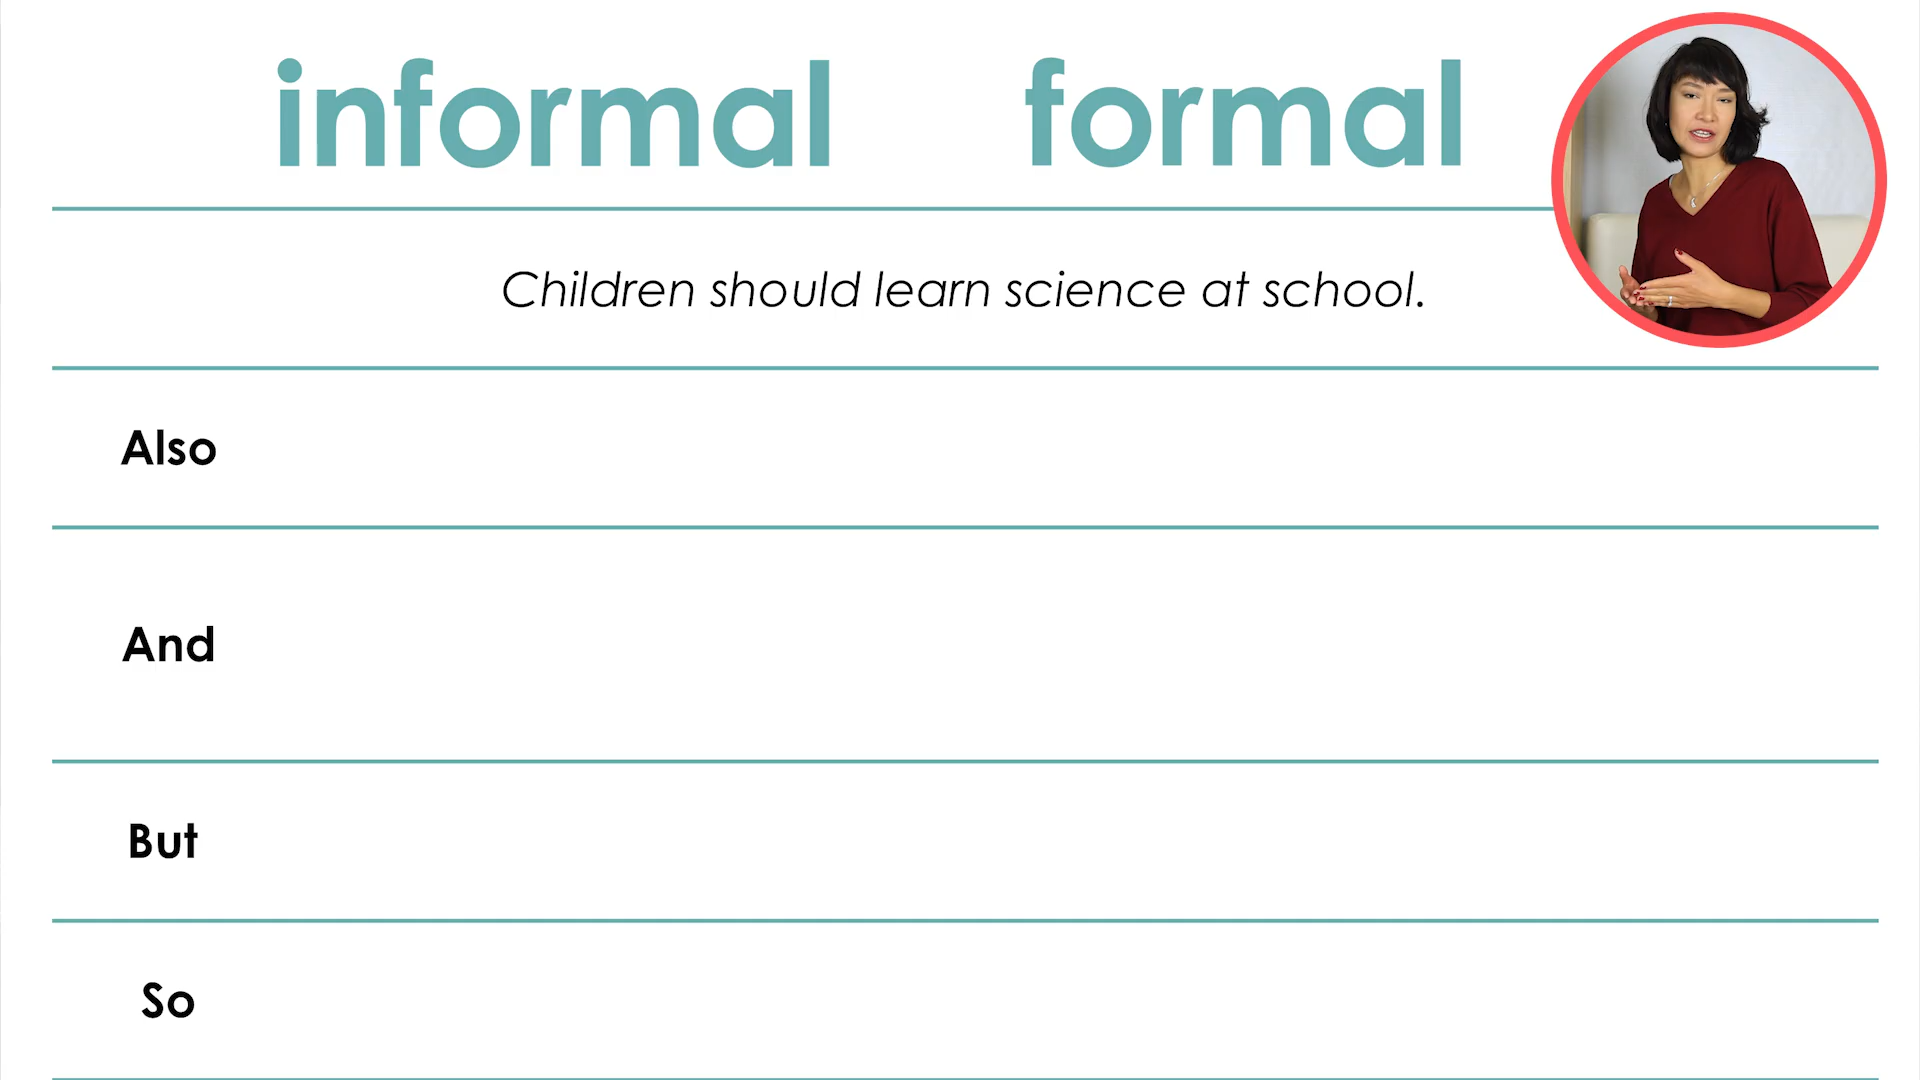 informal formal
Children should learn science at school.
Also
And
But
So